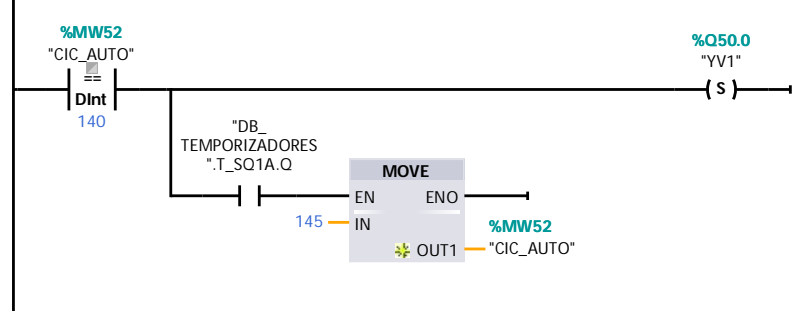 %MW52
"CIC_AUTO"
==
DInt
140
%Q50.0
"YV1"
S
"DB_
TEMPORIZADORES
".T_SQ1A.Q
MOVE
EN
ENO
145
IN
OUT1
%MW52
"CIC_AUTO"